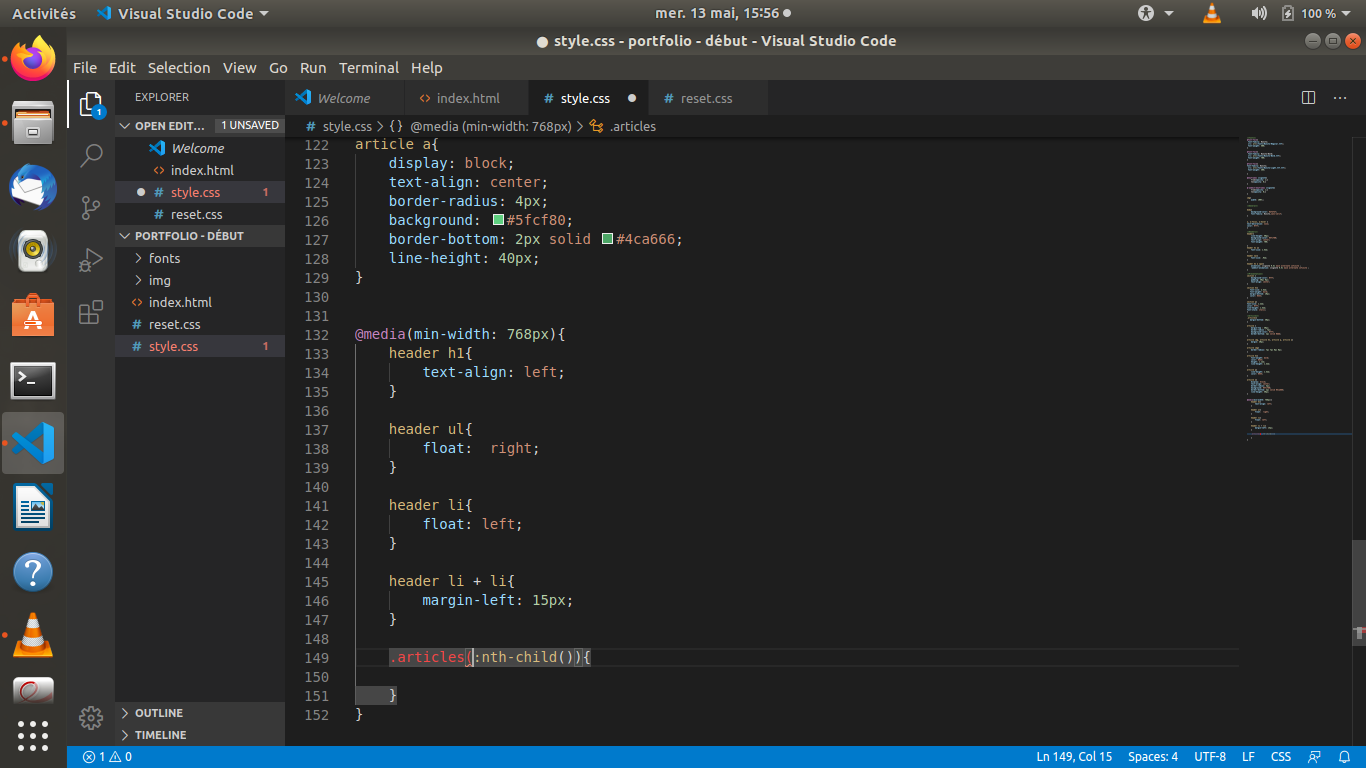 Activités Visual Studio Code mer. 13 mai, 15:56 100 %
style.css - portfolio - début - Visual Studio Code
File Edit Selection View Go Run Terminal Help
EXPLORER
Welcome index.html style.css reset.css
OPEN EDIT... 1 UNSAVED
style.css > {} @media (min-width: 768px) > .articles
Welcome
index.html
style.css 1
reset.css
PORTFOLIO - DÉBUT
fonts
img
index.html
reset.css
style.css 1
OUTLINE
TIMELINE
122 article a{
123 display: block;
124 text-align: center;
125 border-radius: 4px;
126 background: #5fcf80;
127 border-bottom: 2px solid #4ca666;
128 line-height: 40px;
129 }
130
131
132 @media(min-width: 768px){
133 header h1{
134 text-align: left;
135 }
136
137 header ul{
138 float:  right;
139 }
140
141 header li{
142 float: left;
143 }
144
145 header li + li{
146 margin-left: 15px;
147 }
148
149 .articles(:nth-child()){
150
151 }
152 }
1 0 Ln 149, Col 15 Spaces: 4 UTF-8 LF CSS